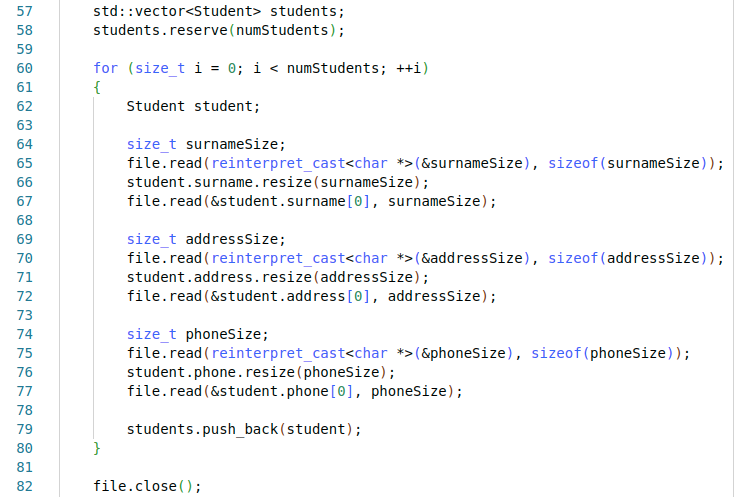 57 std::vector<Student> students;
58 students.reserve(numStudents);
59
60 for (size_t i = 0; i < numStudents; ++i)
61 {
62 Student student;
63
64 size_t surnameSize;
65 file.read(reinterpret_cast<char *>(&surnameSize), sizeof(surnameSize));
66 student.surname.resize(surnameSize);
67 file.read(&student.surname[0], surnameSize);
68
69 size_t addressSize;
70 file.read(reinterpret_cast<char *>(&addressSize), sizeof(addressSize));
71 student.address.resize(addressSize);
72 file.read(&student.address[0], addressSize);
73
74 size_t phoneSize;
75 file.read(reinterpret_cast<char *>(&phoneSize), sizeof(phoneSize));
76 student.phone.resize(phoneSize);
77 file.read(&student.phone[0], phoneSize);
78
79 students.push_back(student);
80 }
81
82 file.close();